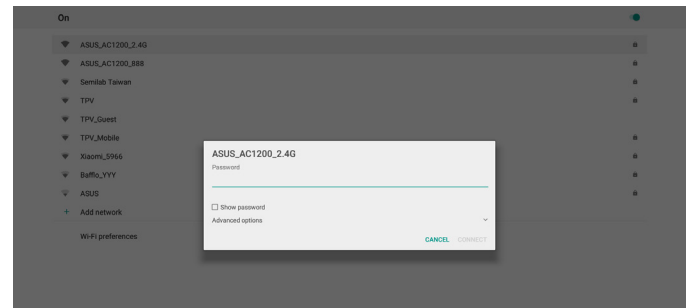 On
ASUS_AC1200_2.4G
ASUS_AC1200_888
Semilab Taiwan
TPV
TPV_Guest
TPV_Mobile
Xiaomi_5966
Bafflo_YYY
ASUS
+ Add network
Wi-Fi preferences
ASUS_AC1200_2.4G
Password
Show password
Advanced options
CANCEL CONNECT